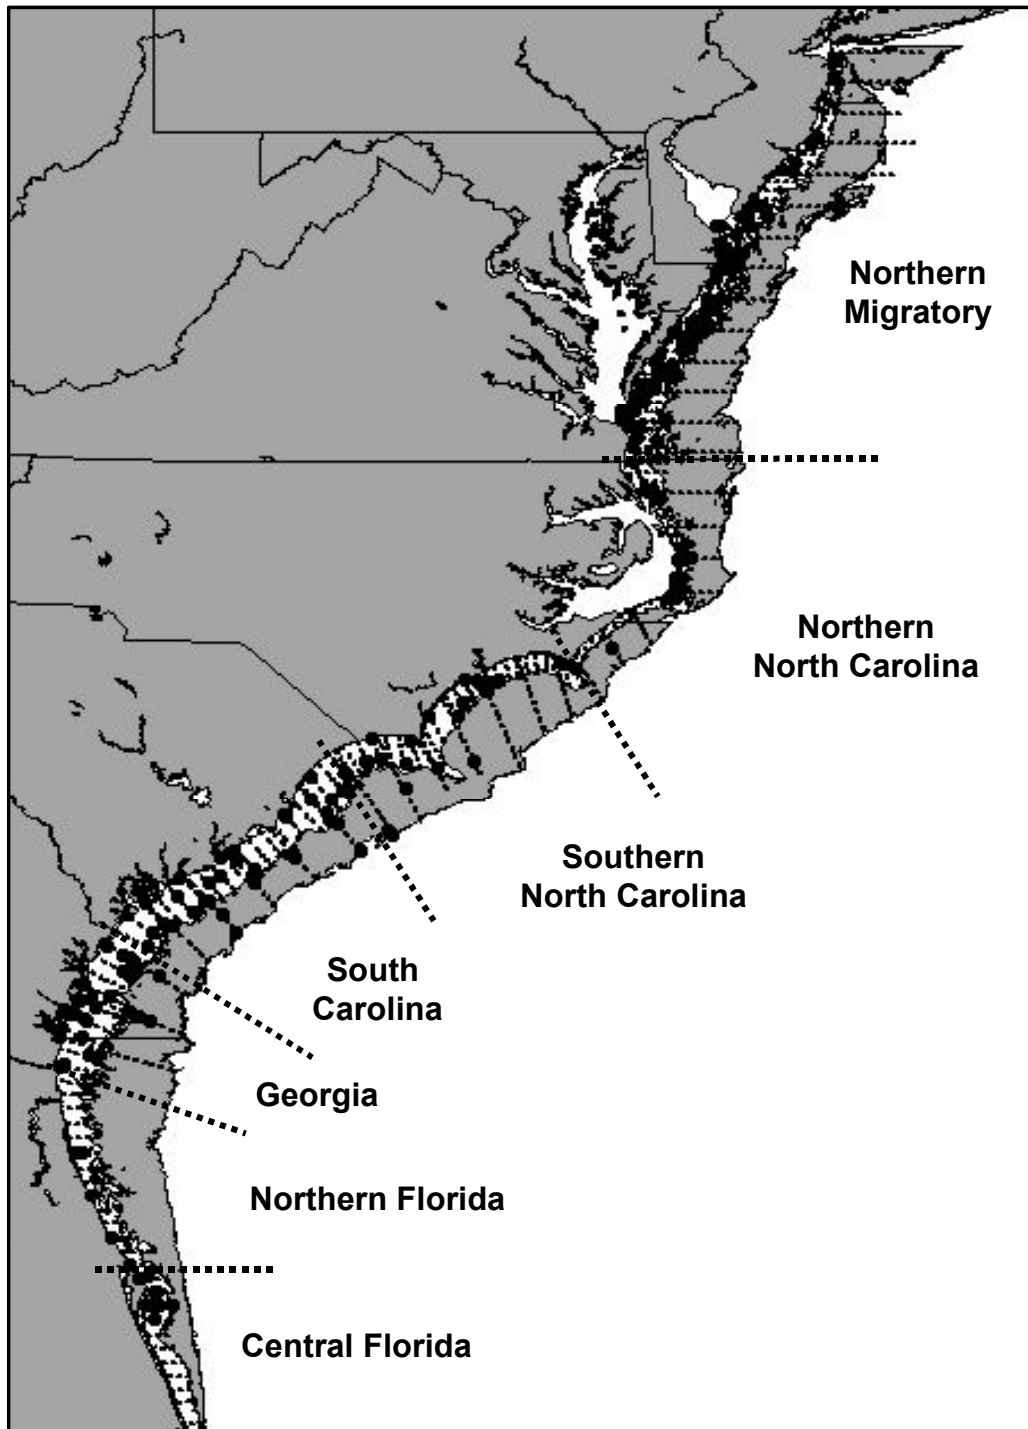 Northern
Migratory
Northern
North Carolina
Southern
North Carolina
South
Carolina
Georgia
Northern Florida
Central Florida